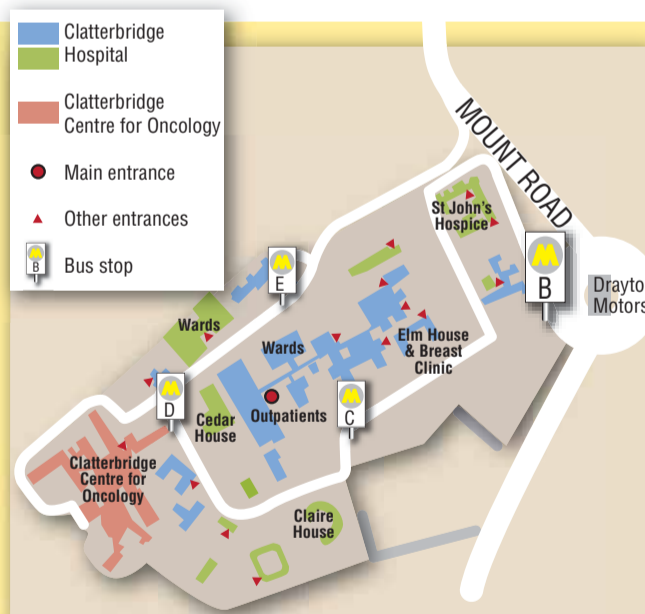 Clatterbridge
Hospital
Clatterbridge
Centre for Oncology
Main entrance
Other entrances
B
Bus stop
MOUNT ROAD
St John's
Hospice
B
Drayto
Motors
E
Wards
Wards
Elm House
& Breast
Clinic
D
C
Cedar
House
Outpatients
Clatterbridge
Centre for
Oncology
Claire
House